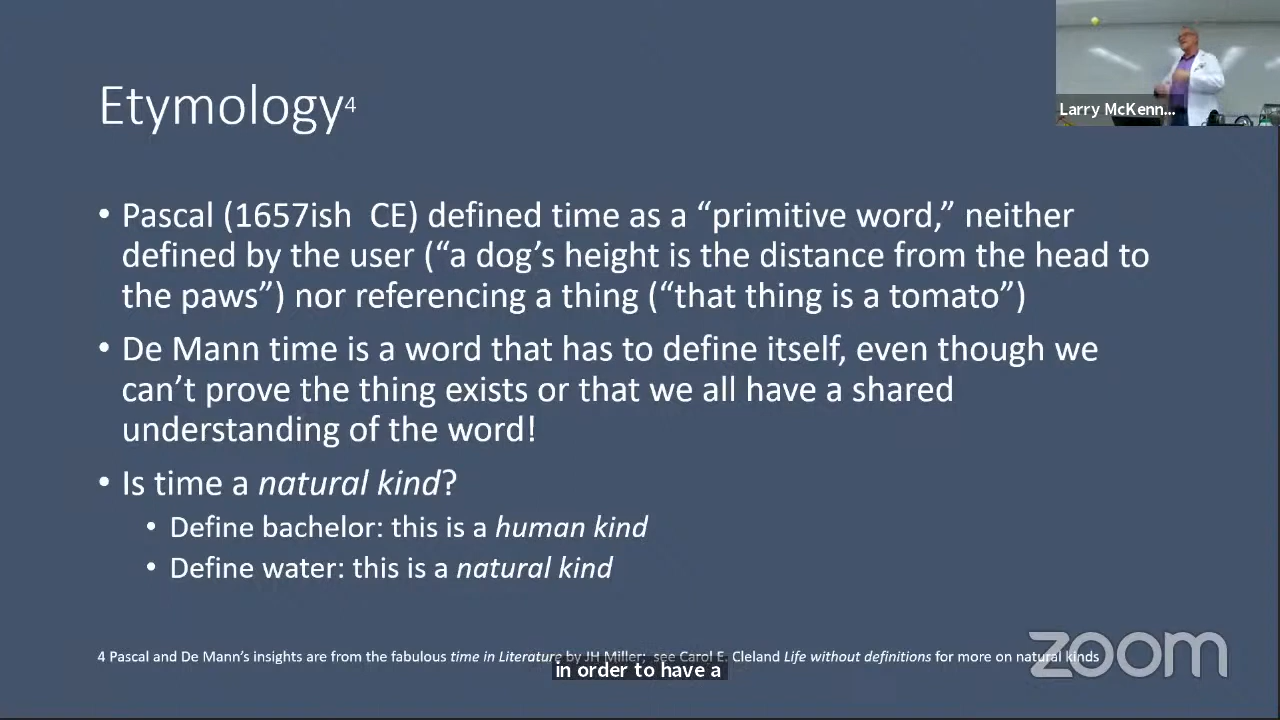 Larry McKenn...
Etymology4
• Pascal (1657ish CE) defined time as a “primitive word,” neither
defined by the user (“a dog’s height is the distance from the head to
the paws”) nor referencing a thing (“that thing is a tomato”)
• De Mann time is a word that has to define itself, even though we
can’t prove the thing exists or that we all have a shared
understanding of the word!
• Is time a natural kind?
• Define bachelor: this is a human kind
• Define water: this is a natural kind
4 Pascal and De Mann’s insights are from the fabulous time in Literature by JH Miller; see Carol E. Cleland Life without definitions for more on natural kinds
in order to have a
zoom